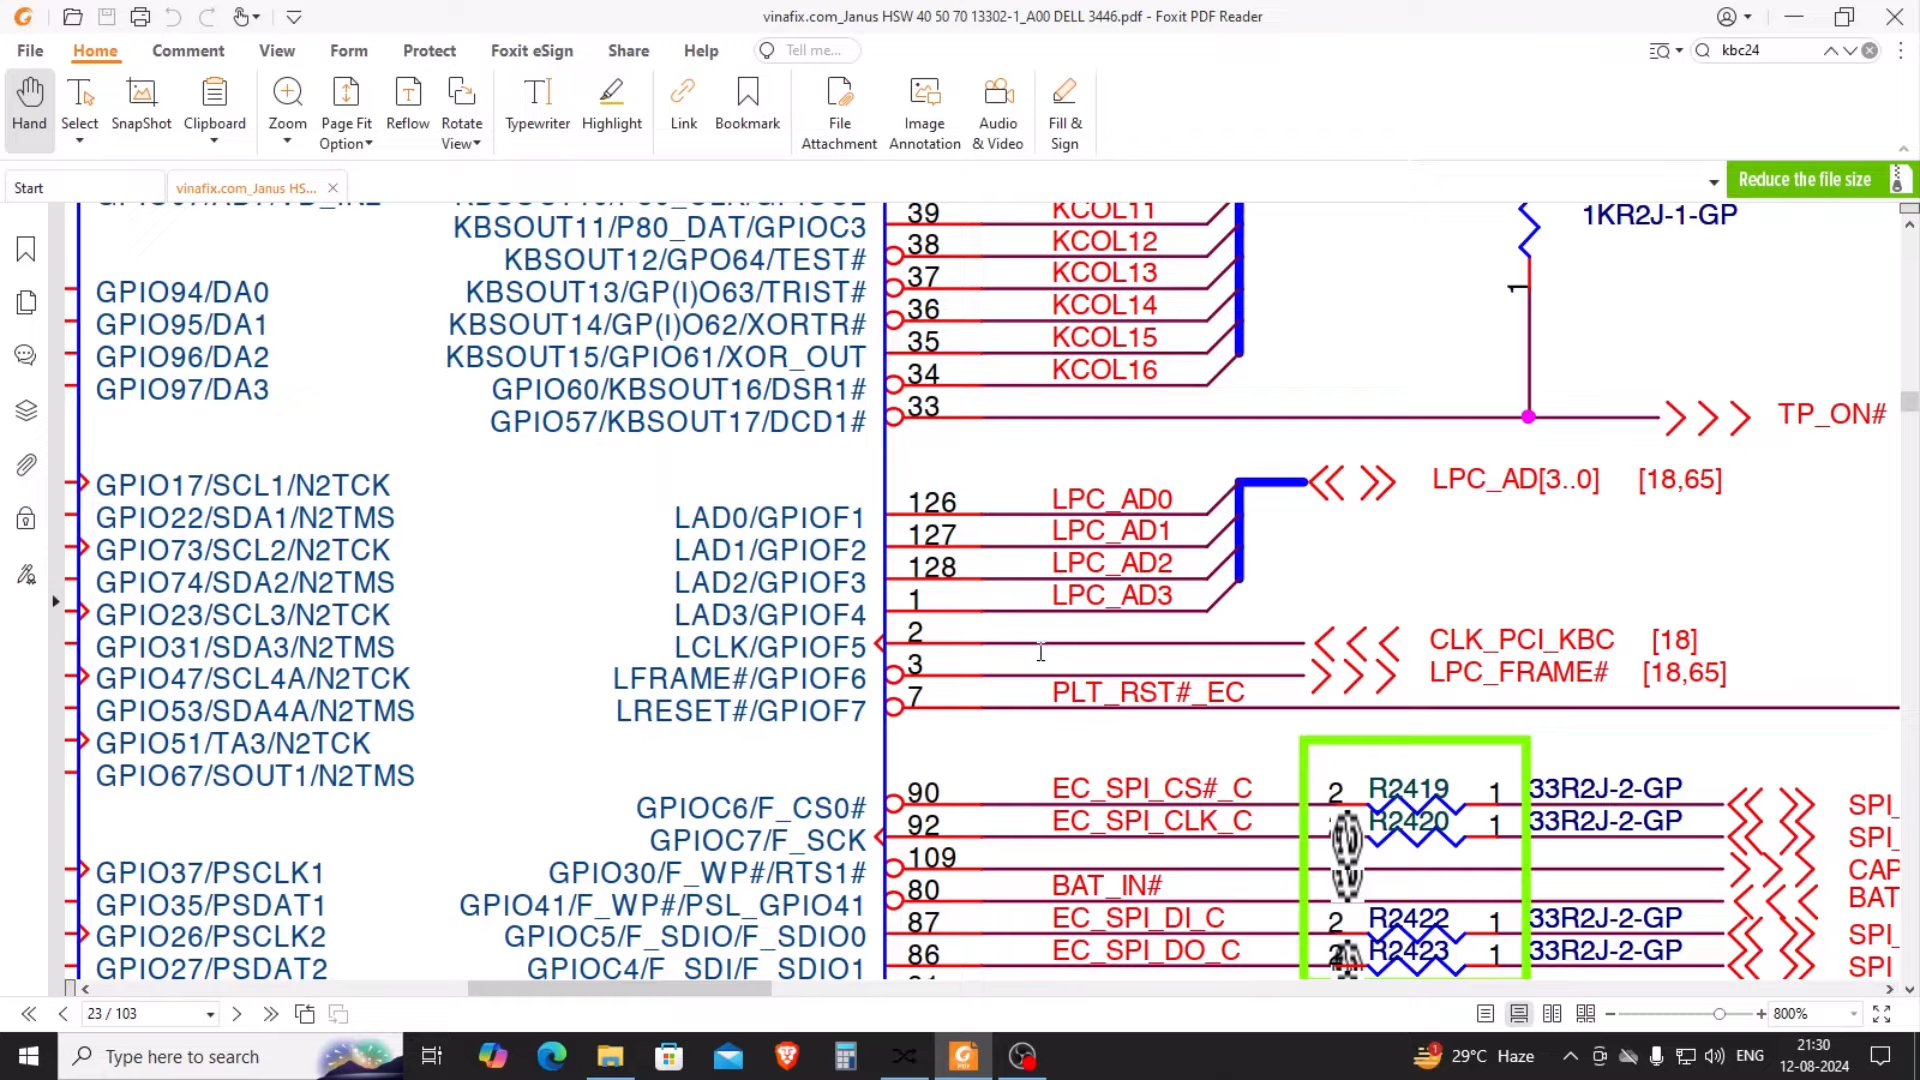 vinafix.com_Janus HSW 40 50 70 13302-1_A00 DELL 3446.pdf - Foxit PDF Reader
File Home Comment View Form Protect Foxit eSign Share Help Tell me... kbc24
Hand Select SnapShot Clipboard Zoom Page Fit Option Reflow Rotate View Typewriter Highlight Link Bookmark File Attachment Image Annotation Audio & Video Fill & Sign
Start vinafix.com_Janus HS... Reduce the file size
39 KCOL11 1KR2J-1-GP
KBSOUT11/P80_DAT/GPIOC3 38 KCOL12
KBSOUT12/GPO64/TEST# 37 KCOL13
GPIO94/DA0 KBSOUT13/GP(I)O63/TRIST# 36 KCOL14 1
GPIO95/DA1 KBSOUT14/GP(I)O62/XORTR# 35 KCOL15
GPIO96/DA2 KBSOUT15/GPIO61/XOR_OUT 34 KCOL16
GPIO97/DA3 GPIO60/KBSOUT16/DSR1# 33
GPIO57/KBSOUT17/DCD1# TP_ON#
GPIO17/SCL1/N2TCK LPC_AD[3..0] [18,65]
GPIO22/SDA1/N2TMS LAD0/GPIOF1 126 LPC_AD0
GPIO73/SCL2/N2TCK LAD1/GPIOF2 127 LPC_AD1
GPIO74/SDA2/N2TMS LAD2/GPIOF3 128 LPC_AD2
GPIO23/SCL3/N2TCK LAD3/GPIOF4 1 LPC_AD3
GPIO31/SDA3/N2TMS LCLK/GPIOF5 2 CLK_PCI_KBC [18]
GPIO47/SCL4A/N2TCK LFRAME#/GPIOF6 3 LPC_FRAME# [18,65]
GPIO53/SDA4A/N2TMS LRESET#/GPIOF7 7 PLT_RST#_EC
GPIO51/TA3/N2TCK
GPIO67/SOUT1/N2TMS
GPIOC6/F_CS0# 90 EC_SPI_CS#_C 2 R2419 1 33R2J-2-GP SPI_
GPIOC7/F_SCK 92 EC_SPI_CLK_C R2420 1 33R2J-2-GP SPI_
GPIO37/PSCLK1 GPIO30/F_WP#/RTS1# 109 CAP
GPIO35/PSDAT1 GPIO41/F_WP#/PSL_GPIO41 80 BAT_IN# BAT
GPIO26/PSCLK2 GPIOC5/F_SDIO/F_SDIO0 87 EC_SPI_DI_C 2 R2422 1 33R2J-2-GP SPI_
GPIO27/PSDAT2 GPIOC4/F_SDI/F_SDIO1 86 EC_SPI_DO_C 2 R2423 1 33R2J-2-GP SPI
23 / 103 800%
Type here to search 29°C Haze ENG 21:30
12-08-2024